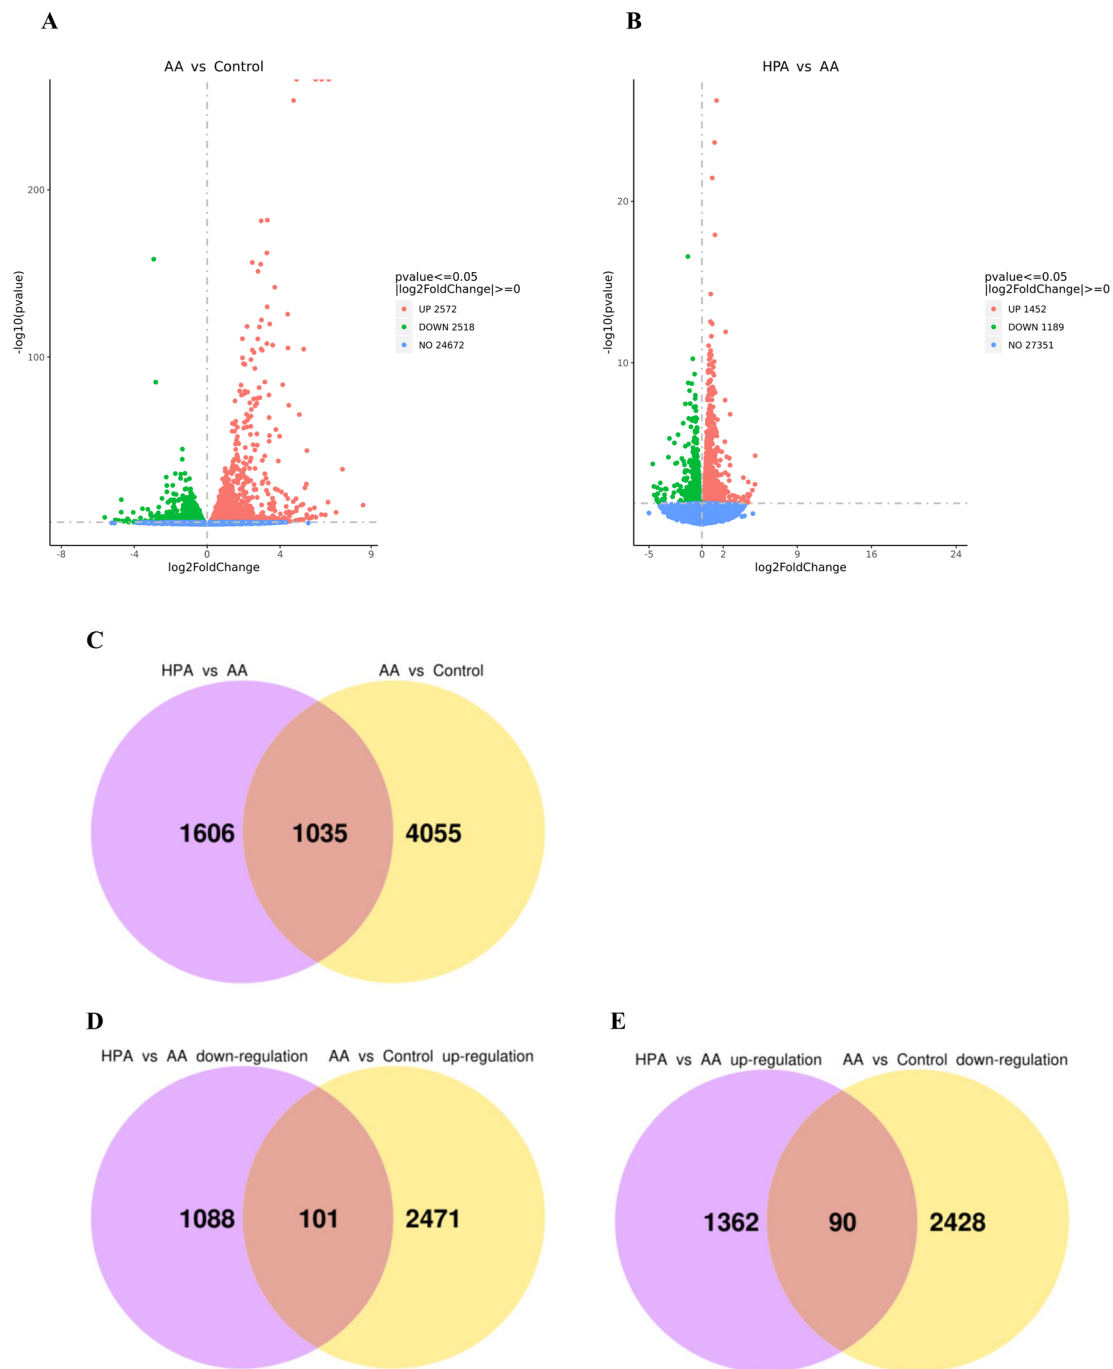 A
B
AA vs Control
HPA vs AA
200
100
0
-log10(pvalue)
-8
-4
0
4
9
log2FoldChange
pvalue<=0.05
|log2FoldChange|>=0
UP 2572
DOWN 2518
NO 24672
20
10
-log10(pvalue)
-5
0
2
9
16
24
log2FoldChange
pvalue<=0.05
|log2FoldChange|>=0
UP 1452
DOWN 1189
NO 27351
C
HPA vs AA
AA vs Control
1606
1035
4055
D
HPA vs AA down-regulation
AA vs Control up-regulation
1088
101
2471
E
HPA vs AA up-regulation
AA vs Control down-regulation
1362
90
2428